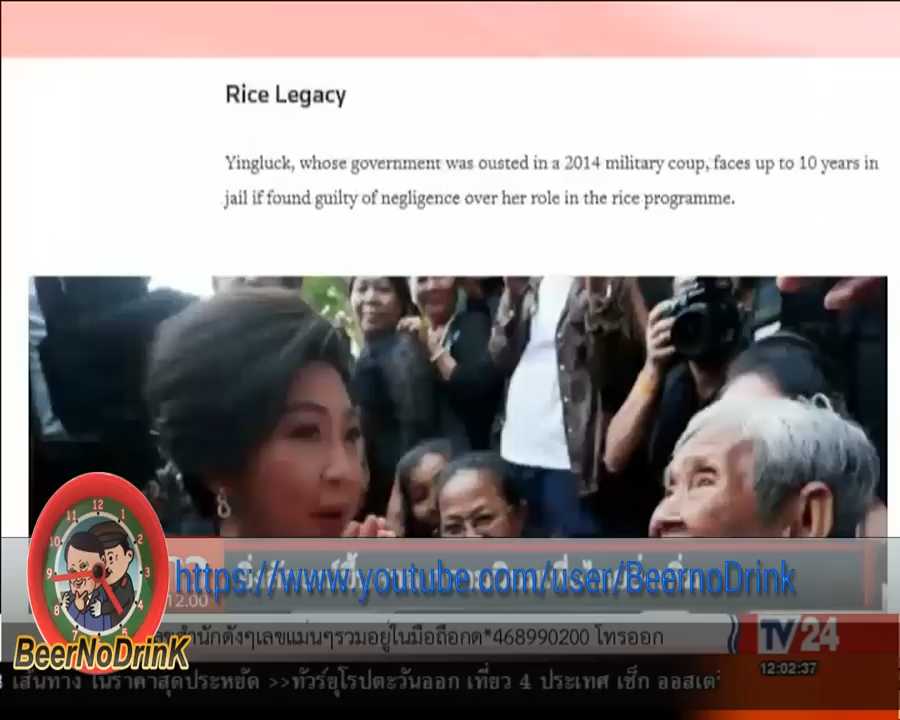 Rice Legacy
Yingluck, whose government was ousted in a 2014 military coup, faces up to 10 years in
jail if found guilty of negligence over her role in the rice programme.
https://www.youtube.com/user/BeernoDrink
12.00
BeerNoDrinK
สำนักดังๆเลขแม่นๆรวมอยู่ในมือถือกด*468990200 โทรออก
TV24
12:02:37
เส้นทาง ในราคาสุดประหยัด >>ทัวร์ยุโรปตะวันออก เที่ยว 4 ประเทศ เช็ก